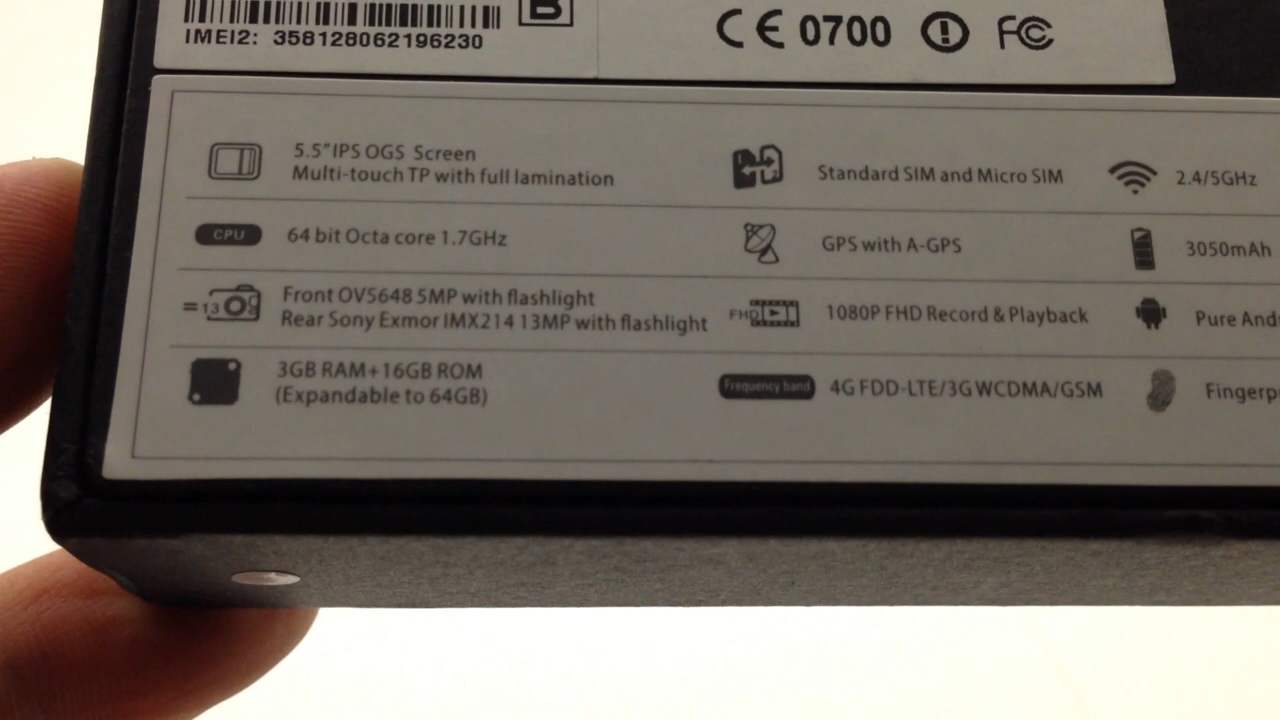 B
IMEI2: 358128062196230
CE 0700 FC
5.5" IPS OGS Screen
Multi-touch TP with full lamination
Standard SIM and Micro SIM
2.4/5GHz
CPU
64 bit Octa core 1.7GHz
GPS with A-GPS
3050mAh
=13
Front OV5648 5MP with flashlight
Rear Sony Exmor IMX214 13MP with flashlight
FHD
1080P FHD Record & Playback
Pure
3GB RAM+16GB ROM
(Expandable to 64GB)
Frequency band
4G FDD-LTE/3G WCDMA/GSM